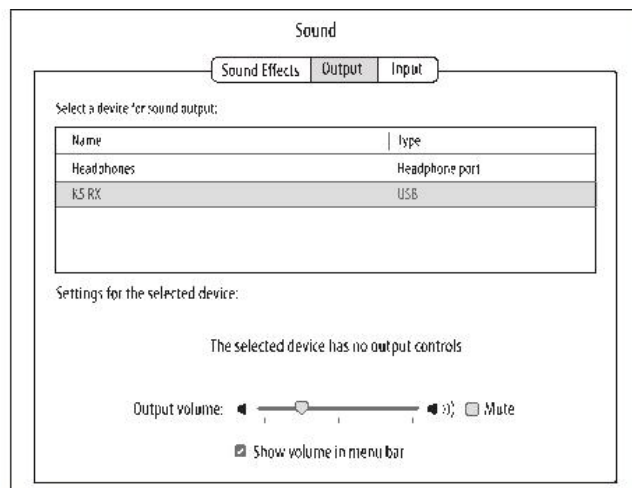 Sound
Sound Effects Output Input
Select a device for sound output:
Name Type
Headphones Headphone port
K5 RX USB
Settings for the selected device:
The selected device has no output controls
Output volume: Mute
Show volume in menu bar